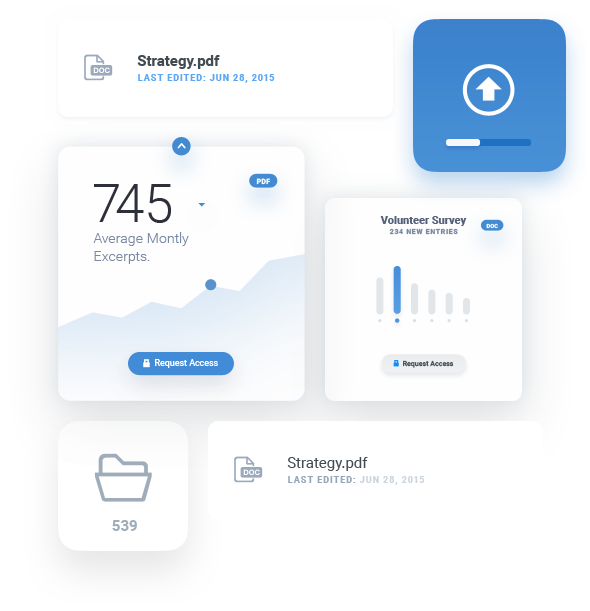 DOC
Strategy.pdf
LAST EDITED: JUN 28, 2015
PDF
745
Average Montly
Excerpts.
Request Access
Volunteer Survey
234 NEW ENTRIES
DOC
Request Access
539
DOC
Strategy.pdf
LAST EDITED: JUN 28, 2015